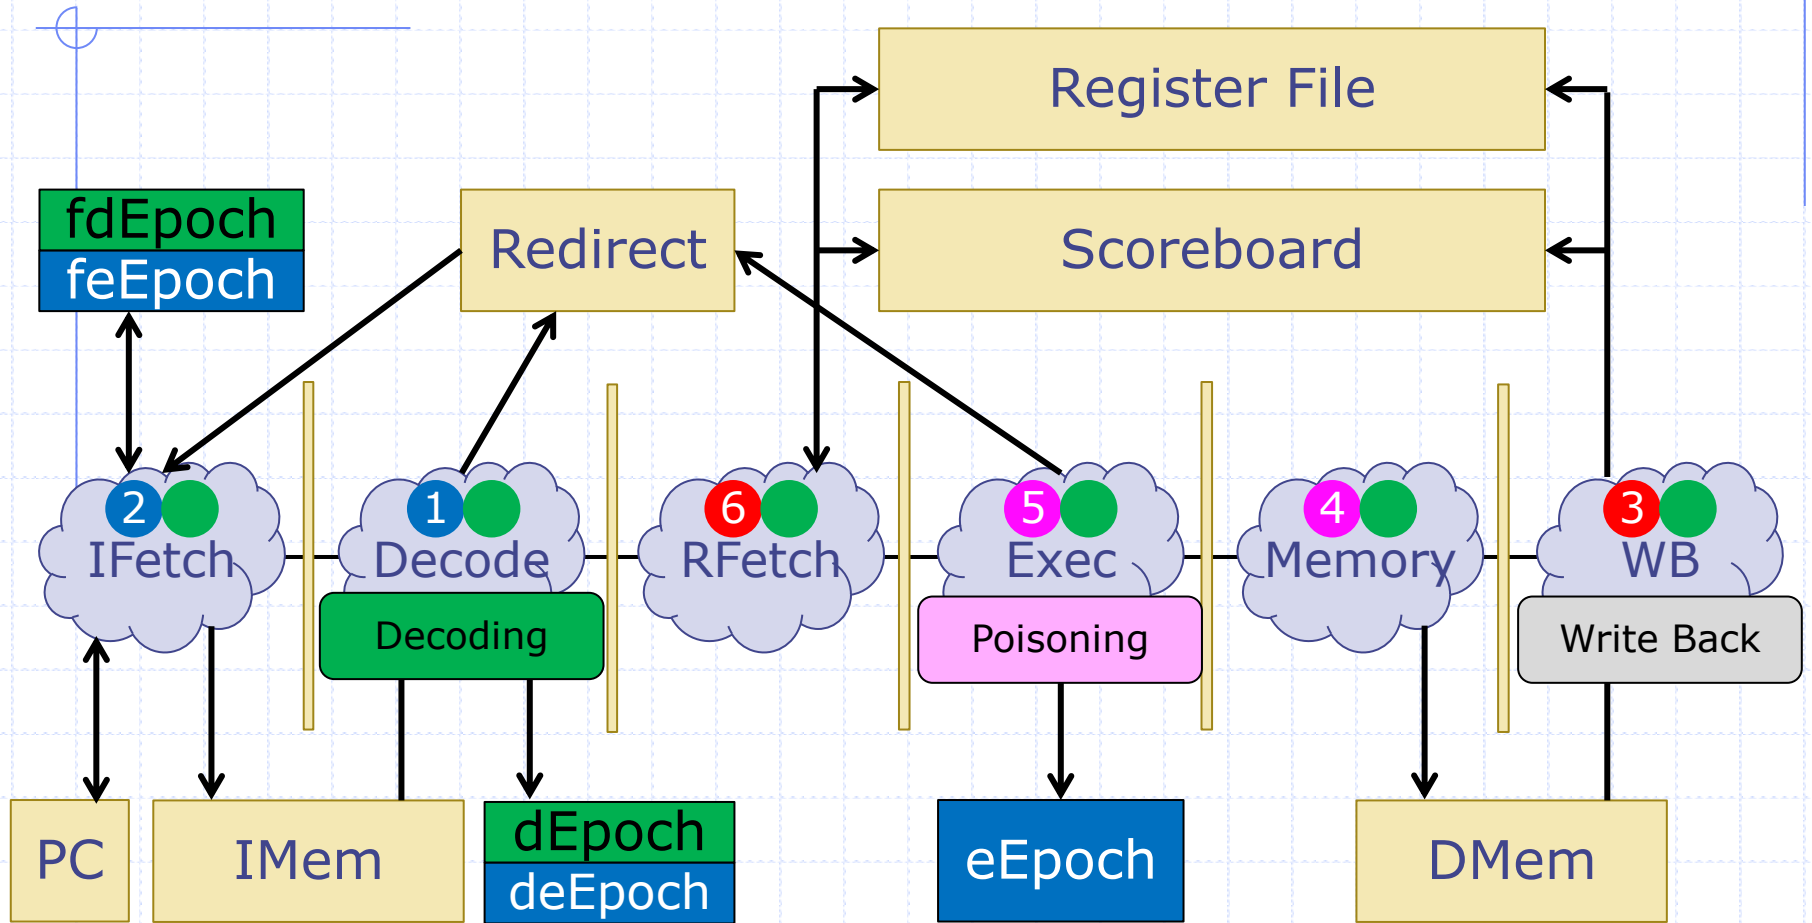 Register File
fdEpoch
feEpoch
Redirect
Scoreboard
2
IFetch
1
Decode
6
RFetch
5
Exec
4
Memory
3
WB
Decoding
Poisoning
Write Back
PC
IMem
dEpoch
deEpoch
eEpoch
DMem